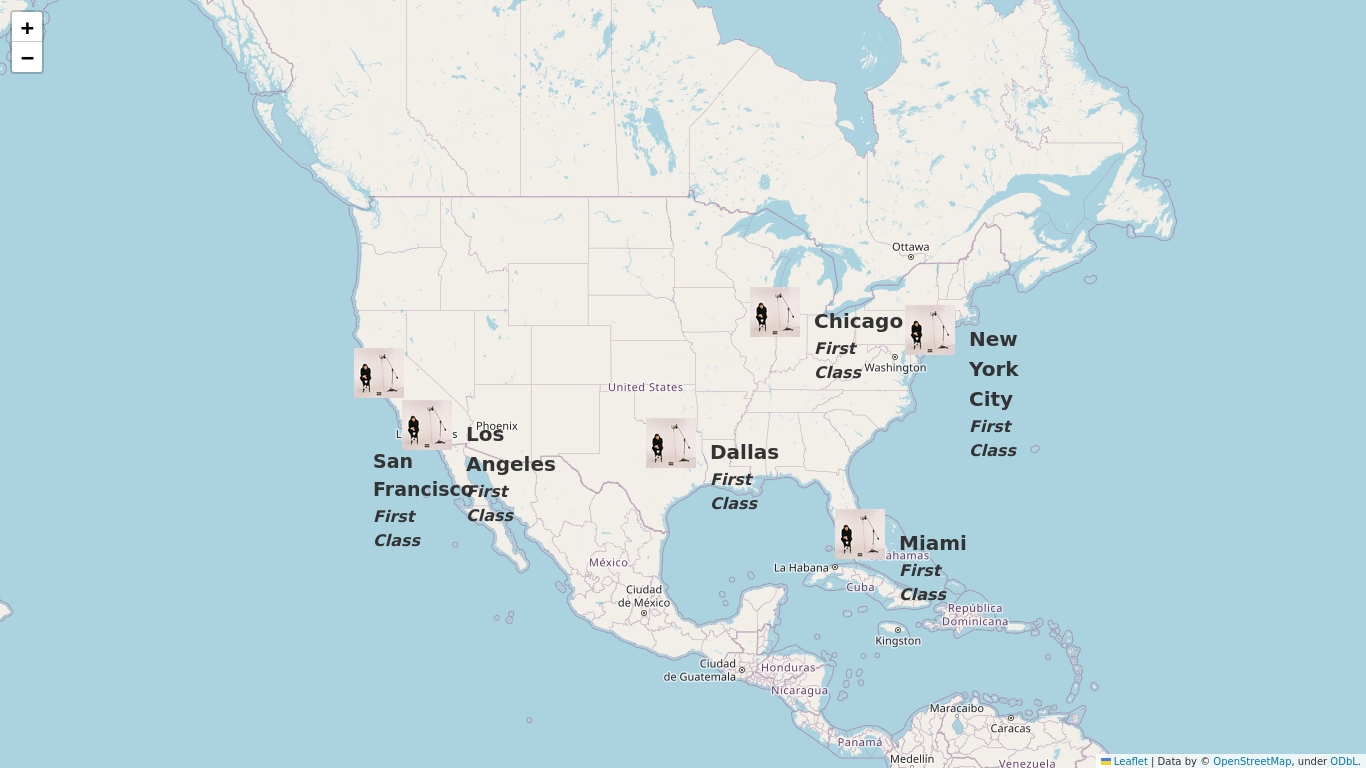 +
−
Ottawa
Chicago
First
Class
Washington
New
York
City
First
Class
United States
Phoenix
L
s
Los
Angeles
First
Class
San
Francisco
First
Class
Dallas
First
Class
Miami
First
Class
ahamas
La Habana
Cuba
México
Ciudad
de México
República
Dominicana
Kingston
Ciudad
de Guatemala
Honduras
Nicaragua
Maracaibo
Caracas
Panamá
Medellín
Venezuela
Leaflet | Data by © OpenStreetMap, under ODbL.